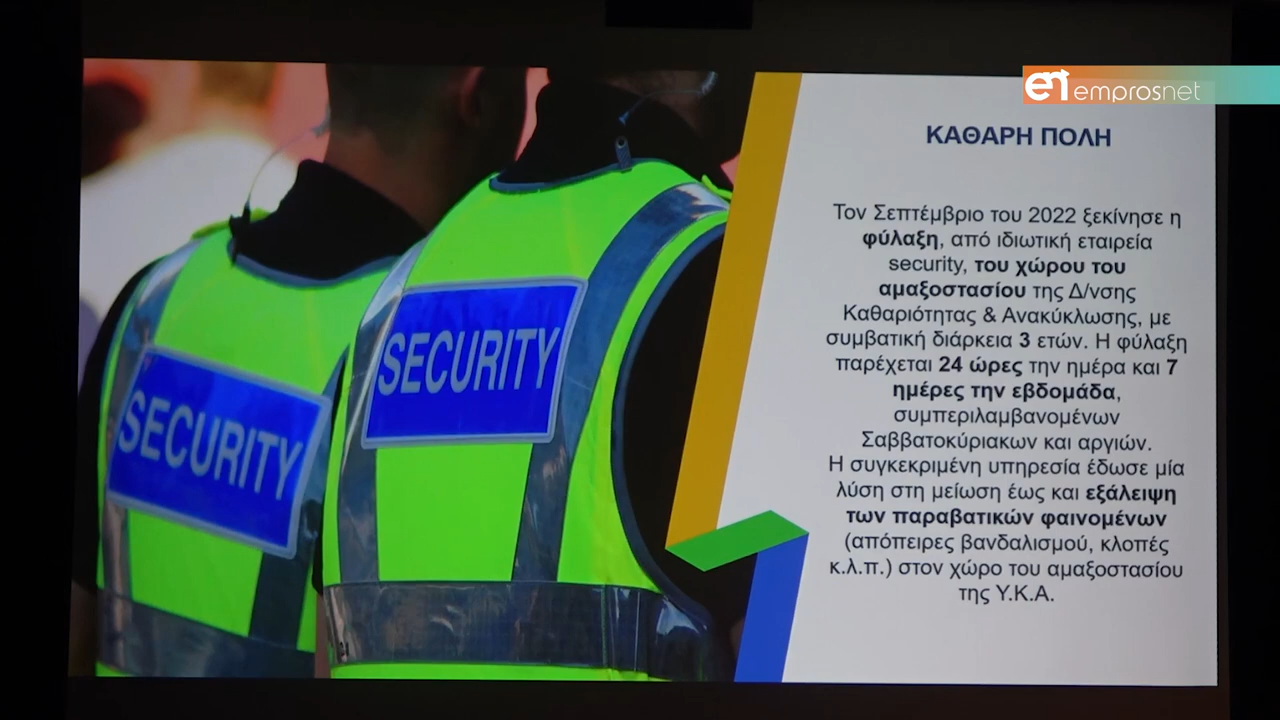 en emprosnet
ΚΑΘΑΡΗ ΠΟΛΗ
Τον Σεπτέμβριο του 2022 ξεκίνησε η
φύλαξη, από ιδιωτική εταιρεία
security, του χώρου του
αμαξοστασίου της Δ/νσης
Καθαριότητας & Ανακύκλωσης, με
συμβατική διάρκεια 3 ετών. Η φύλαξη
παρέχεται 24 ώρες την ημέρα και 7
ημέρες την εβδομάδα,
συμπεριλαμβανομένων
Σαββατοκύριακων και αργιών.
Η συγκεκριμένη υπηρεσία έδωσε μία
λύση στη μείωση έως και εξάλειψη
των παραβατικών φαινομένων
(απόπειρες βανδαλισμού, κλοπές
κ.λ.π.) στον χώρο του αμαξοστασίου
της Υ.Κ.Α.
SECURITY
SECURITY